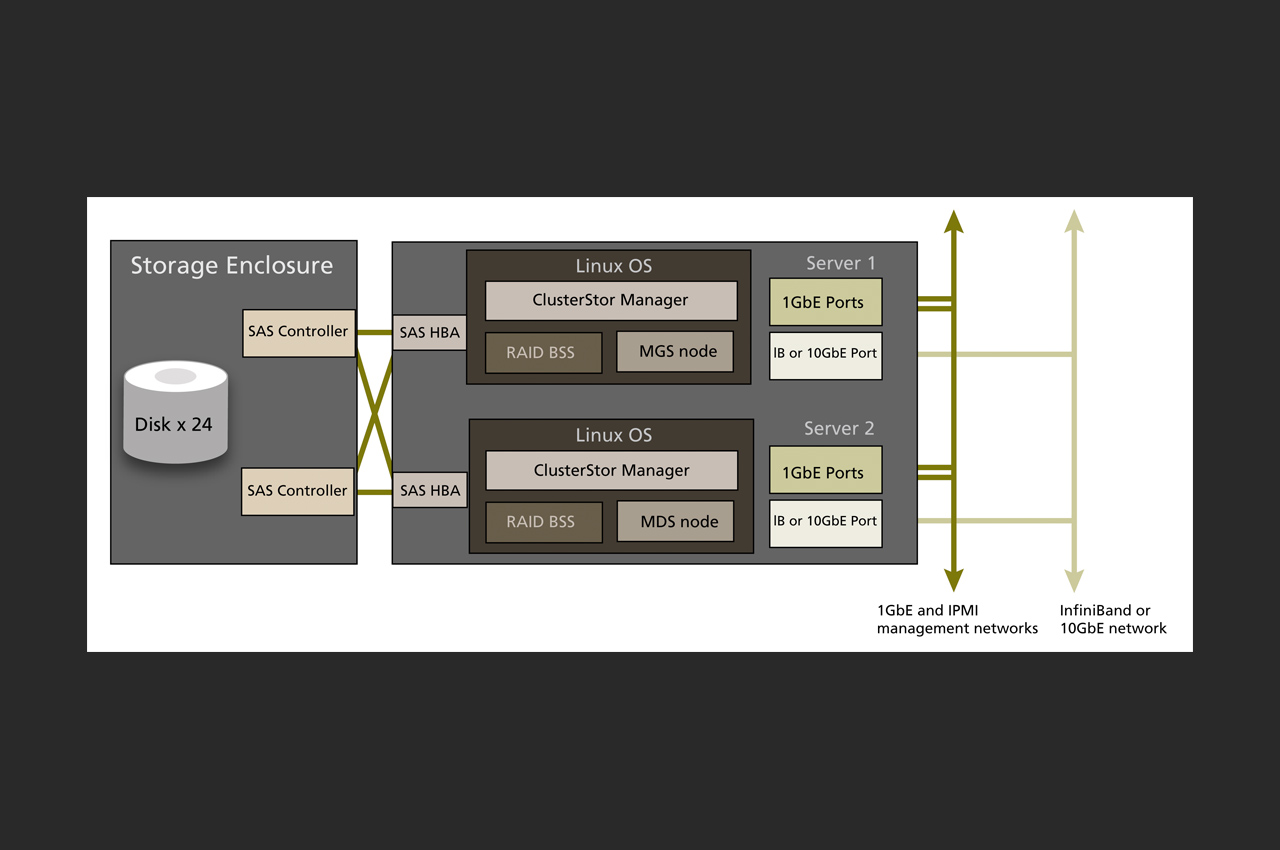 Storage Enclosure
SAS Controller
Disk x 24
SAS Controller
SAS HBA
SAS HBA
Linux OS
ClusterStor Manager
RAID BSS
MGS node
Server 1
1GbE Ports
IB or 10GbE Port
Linux OS
ClusterStor Manager
RAID BSS
MDS node
Server 2
1GbE Ports
IB or 10GbE Port
1GbE and IPMI
management networks
InfiniBand or
10GbE network